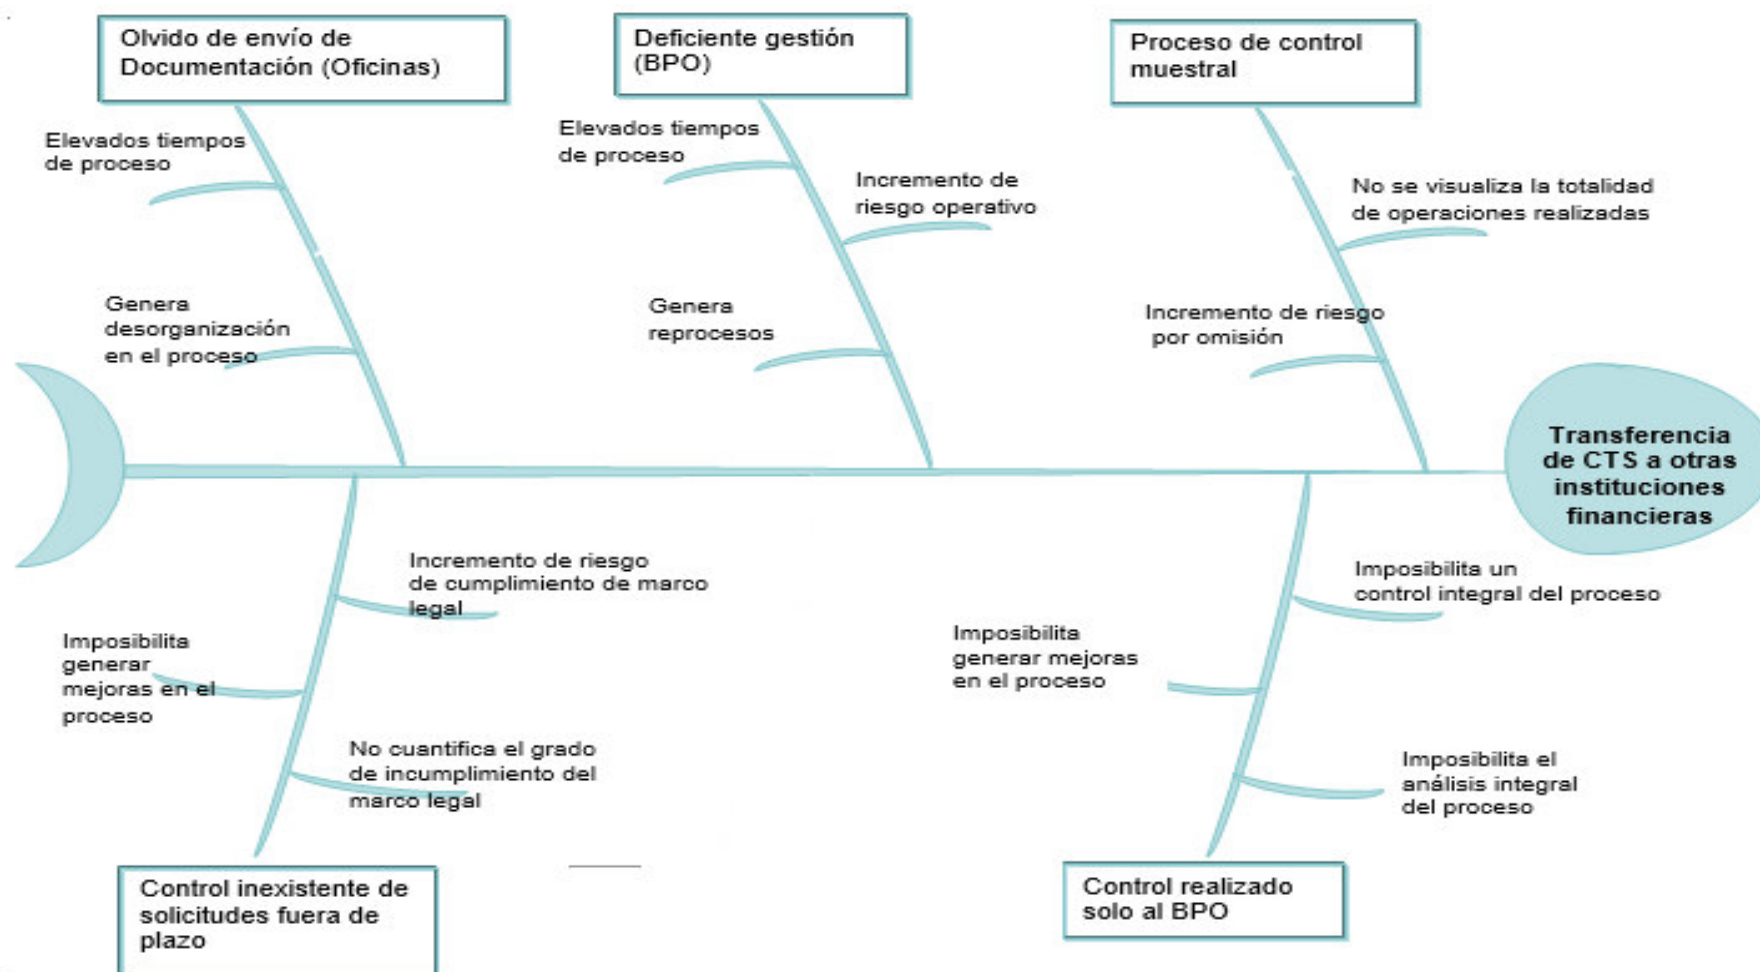 Olvido de envío de
Documentación (Oficinas)
Elevados tiempos
de proceso
Genera
desorganización
en el proceso
Deficiente gestión
(BPO)
Elevados tiempos
de proceso
Incremento de
riesgo operativo
Genera
reprocesos
Proceso de control
muestral
No se visualiza la totalidad
de operaciones realizadas
Incremento de riesgo
por omisión
Transferencia
de CTS a otras
instituciones
financieras
Incremento de riesgo
de cumplimiento de marco
legal
Imposibilita
generar
mejoras en el
proceso
No cuantifica el grado
de incumplimiento del
marco legal
Control inexistente de
solicitudes fuera de
plazo
Imposibilita un
control integral del proceso
Imposibilita
generar mejoras
en el proceso
Imposibilita el
análisis integral
del proceso
Control realizado
solo al BPO